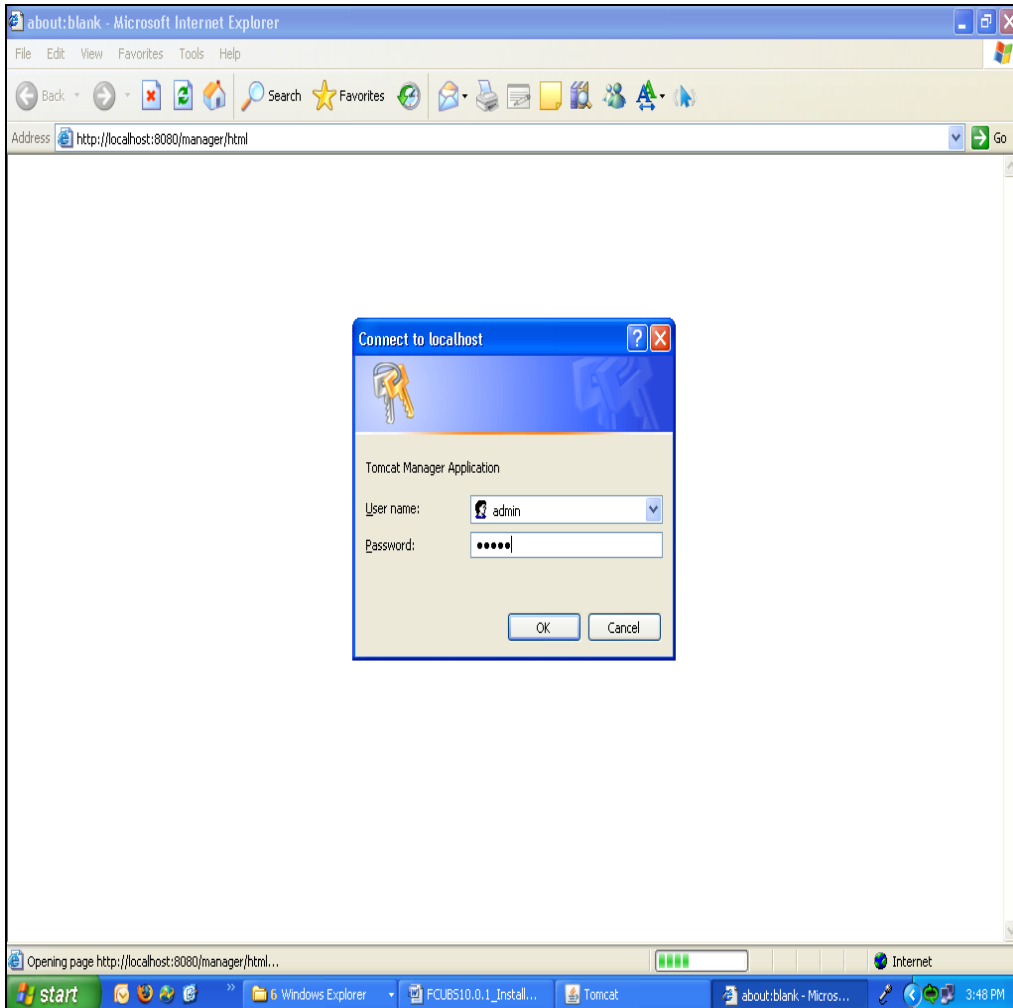 about:blank - Microsoft Internet Explorer
File Edit View Favorites Tools Help
Back Search Favorites
Address http://localhost:8080/manager/html Go
Connect to localhost
Tomcat Manager Application
User name: admin
Password: •••••
OK Cancel
Opening page http://localhost:8080/manager/html... Internet
start 6 Windows Explorer FCUBS10.0.1_Install... Tomcat about:blank - Micros... 3:48 PM